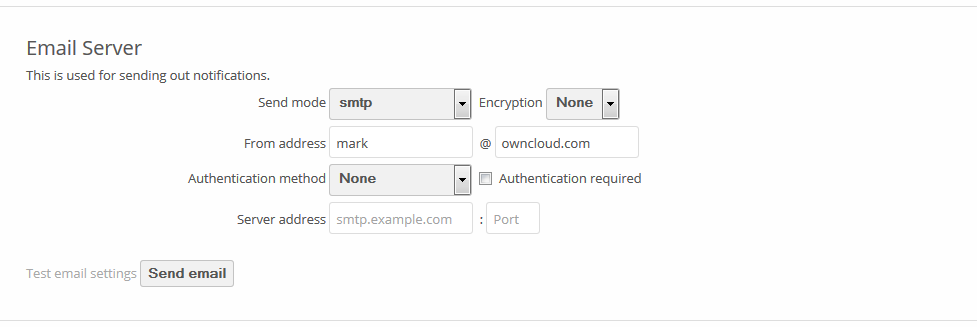 Email Server
This is used for sending out notifications.
Send mode smtp Encryption None
From address mark @ owncloud.com
Authentication method None Authentication required
Server address smtp.example.com : Port
Test email settings Send email